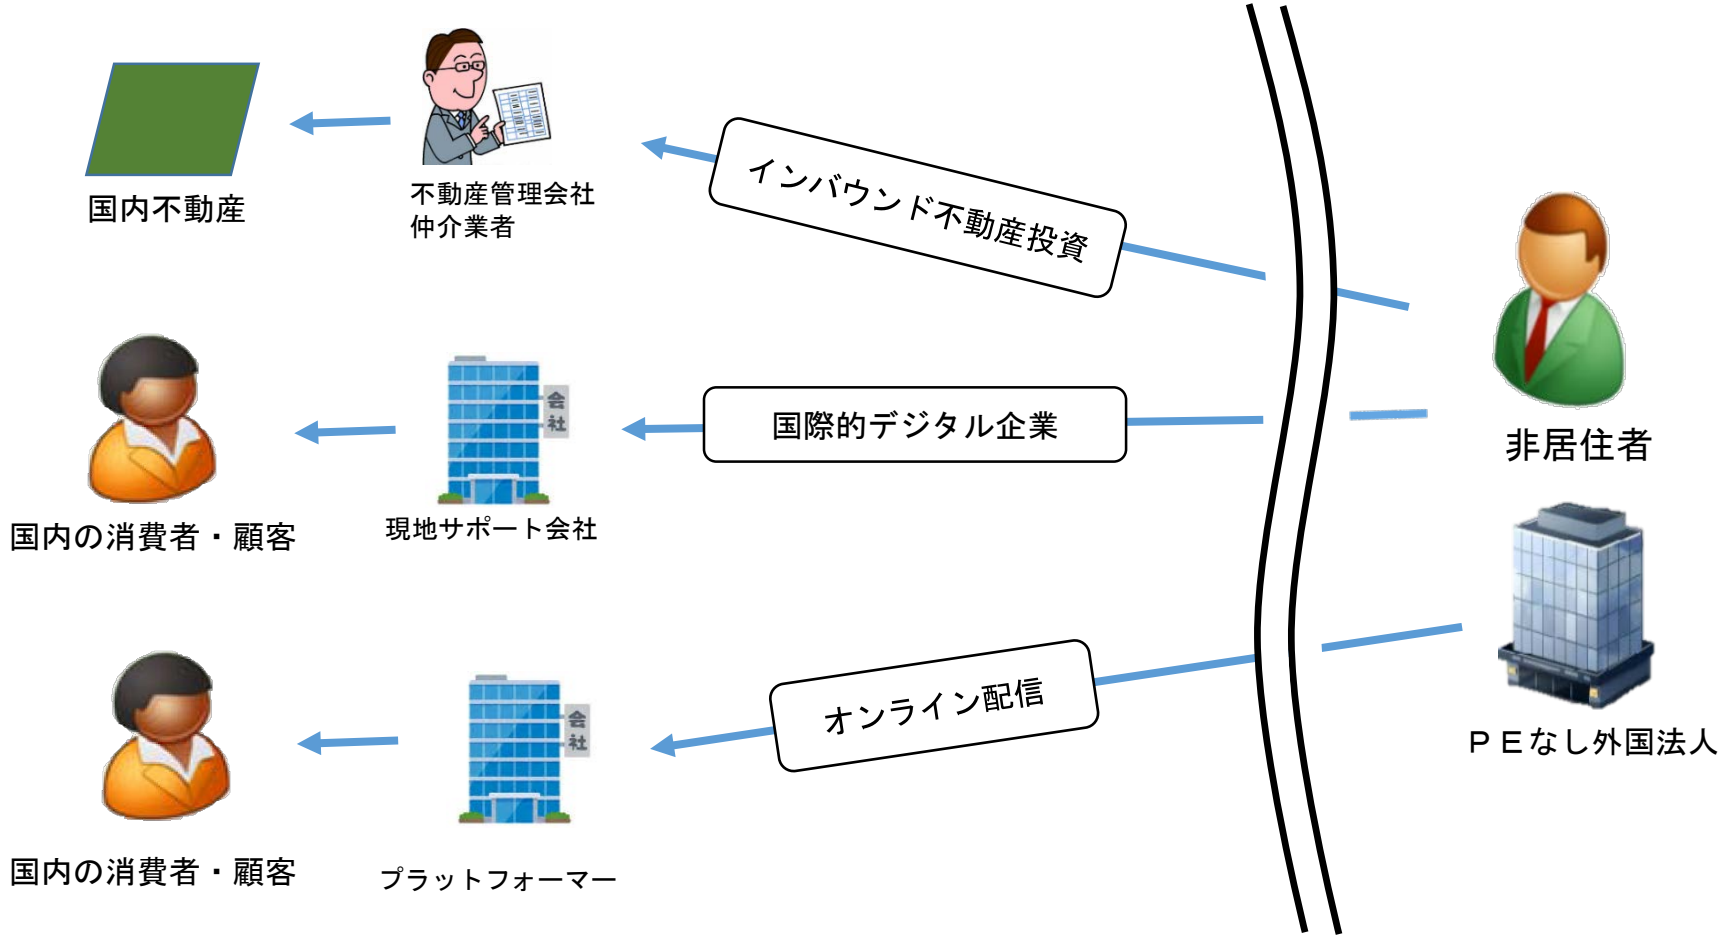 国内不動産
不動産管理会社
仲介業者
インバウンド不動産投資
国内の消費者・顧客
会
社
現地サポート会社
国際的デジタル企業
非居住者
国内の消費者・顧客
会
社
プラットフォーマー
オンライン配信
ＰＥなし外国法人